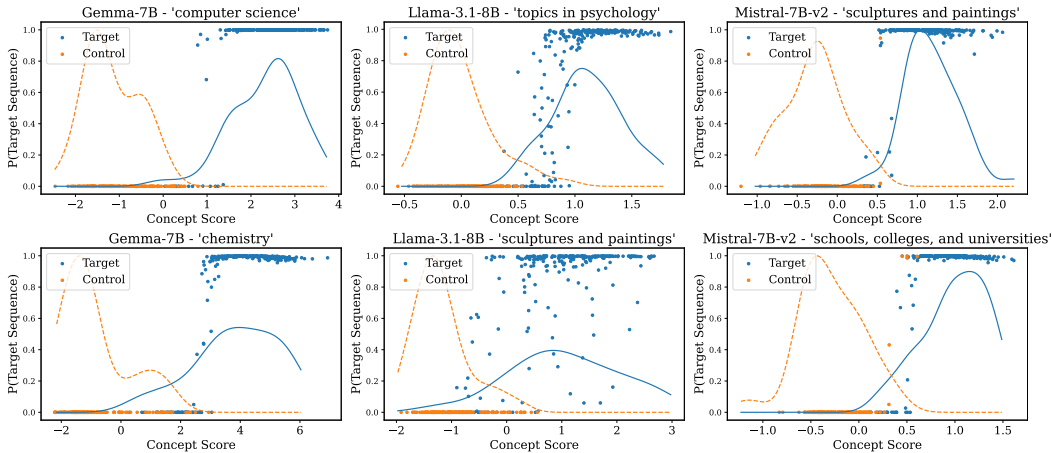 Gemma-7B - 'computer science'
P(Target Sequence)
1.0
0.8
0.6
0.4
0.2
0.0
Target
Control
−2
−1
0
1
2
3
4
Concept Score
Llama-3.1-8B - 'topics in psychology'
P(Target Sequence)
1.0
0.8
0.6
0.4
0.2
0.0
Target
Control
−0.5
0.0
0.5
1.0
1.5
Concept Score
Mistral-7B-v2 - 'sculptures and paintings'
P(Target Sequence)
1.0
0.8
0.6
0.4
0.2
0.0
Target
Control
−1.0
−0.5
0.0
0.5
1.0
1.5
2.0
Concept Score
Gemma-7B - 'chemistry'
P(Target Sequence)
1.0
0.8
0.6
0.4
0.2
0.0
Target
Control
−2
0
2
4
6
Concept Score
Llama-3.1-8B - 'sculptures and paintings'
P(Target Sequence)
1.0
0.8
0.6
0.4
0.2
0.0
Target
Control
−2
−1
0
1
2
3
Concept Score
Mistral-7B-v2 - 'schools, colleges, and universities'
P(Target Sequence)
1.0
0.8
0.6
0.4
0.2
0.0
Target
Control
−1.0
−0.5
0.0
0.5
1.0
1.5
Concept Score